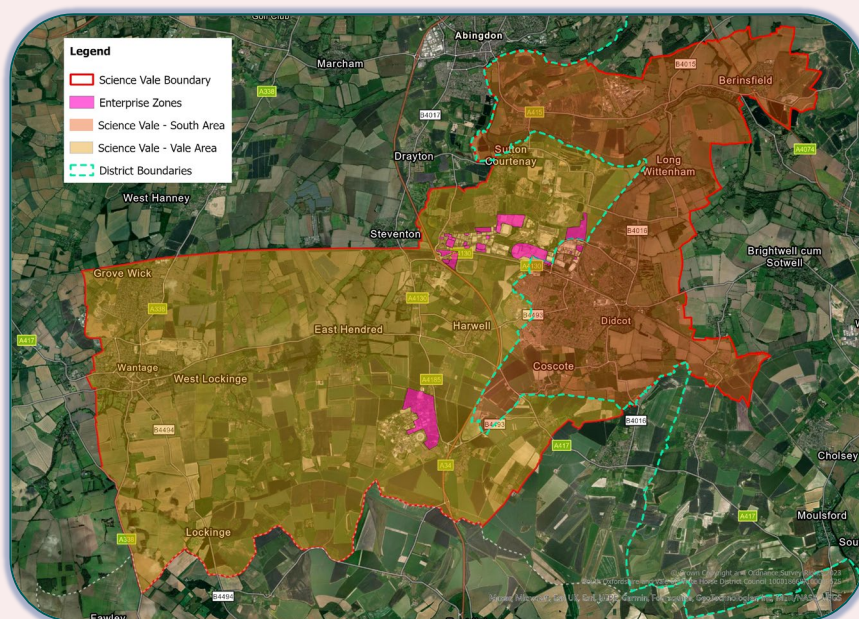 Golf Club
Abingdon
Legend
Science Vale Boundary
Enterprise Zones
Science Vale - South Area
Science Vale - Vale Area
District Boundaries
Marcham
A338
B4017
A415
B4015
Berinsfield
Drayton
Sutton
Courtenay
Long
Wittenham
A4074
West Hanney
Steventon
B4016
Brightwell cum
Sotwell
Grove Wick
A4130
A4130
A338
B4493
Didcot
East Hendred
Harwell
A417
Wantage
West Lockinge
Coscote
A4185
B4494
B4493
B4016
A417
A34
Cholsey
A417
Moulsford
Lockinge
A338
B4494
Fawley